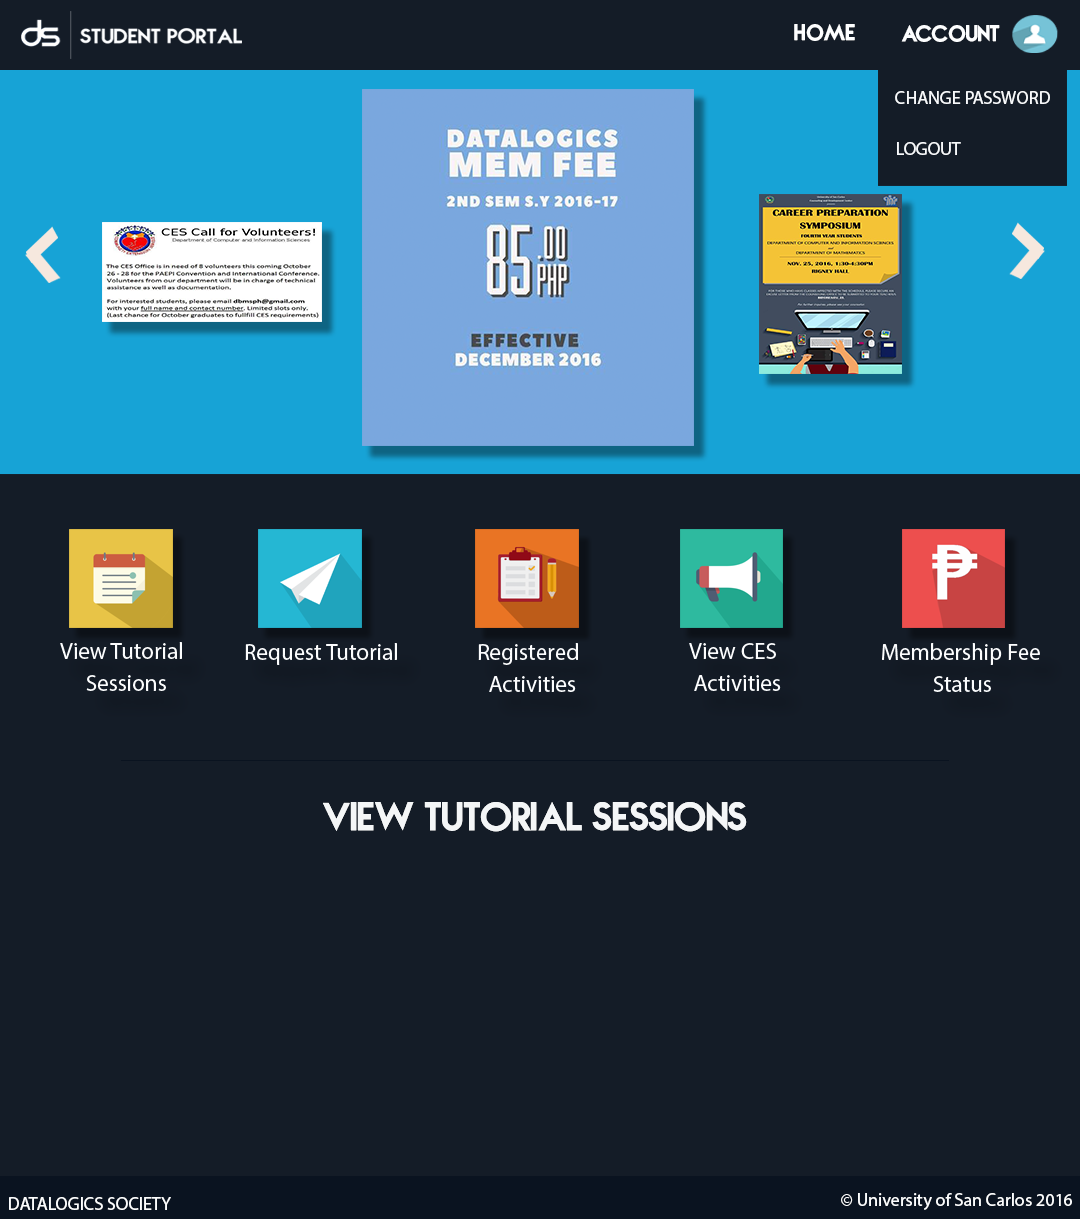 ds STUDENT PORTAL
HOME
ACCOUNT
CHANGE PASSWORD
LOGOUT
CES Call for Volunteers!
Department of Computer and Information Sciences
The CES Office is in need of 8 volunteers this coming October
26 - 28 for the PAEPI Convention and International Conference.
Volunteers from our department will be in charge of technical
assistance as well as documentation.
For interested students, please email dbmsph@gmail.com
with your full name and contact number. Limited slots only.
(Last chance for October graduates to fullfill CES requirements)
DATALOGICS
MEM FEE
2ND SEM S.Y 2016-17
85.00
PHP
EFFECTIVE
DECEMBER 2016
CAREER PREPARATION
SYMPOSIUM
FOURTH YEAR STUDENTS
DEPARTMENT OF COMPUTER AND INFORMATION SCIENCES
and
DEPARTMENT OF MATHEMATICS
NOV. 25, 2016, 1:30-4:30PM
RIGNEY HALL
View Tutorial
Sessions
Request Tutorial
Registered
Activities
View CES
Activities
Membership Fee
Status
VIEW TUTORIAL SESSIONS
DATALOGICS SOCIETY
© University of San Carlos 2016